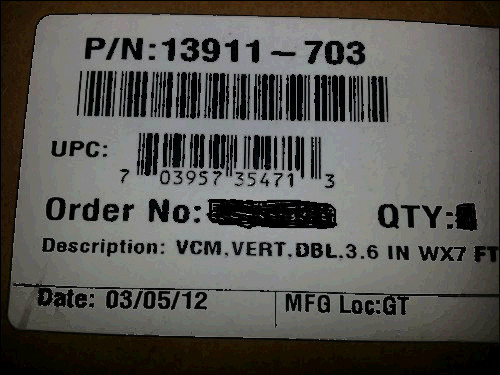 P/N:13911-703
UPC:
7 03957 35471 3
Order No: QTY:
Description: VCM,VERT,DBL,3.6 IN WX7 FT
Date: 03/05/12
MFG Loc:GT